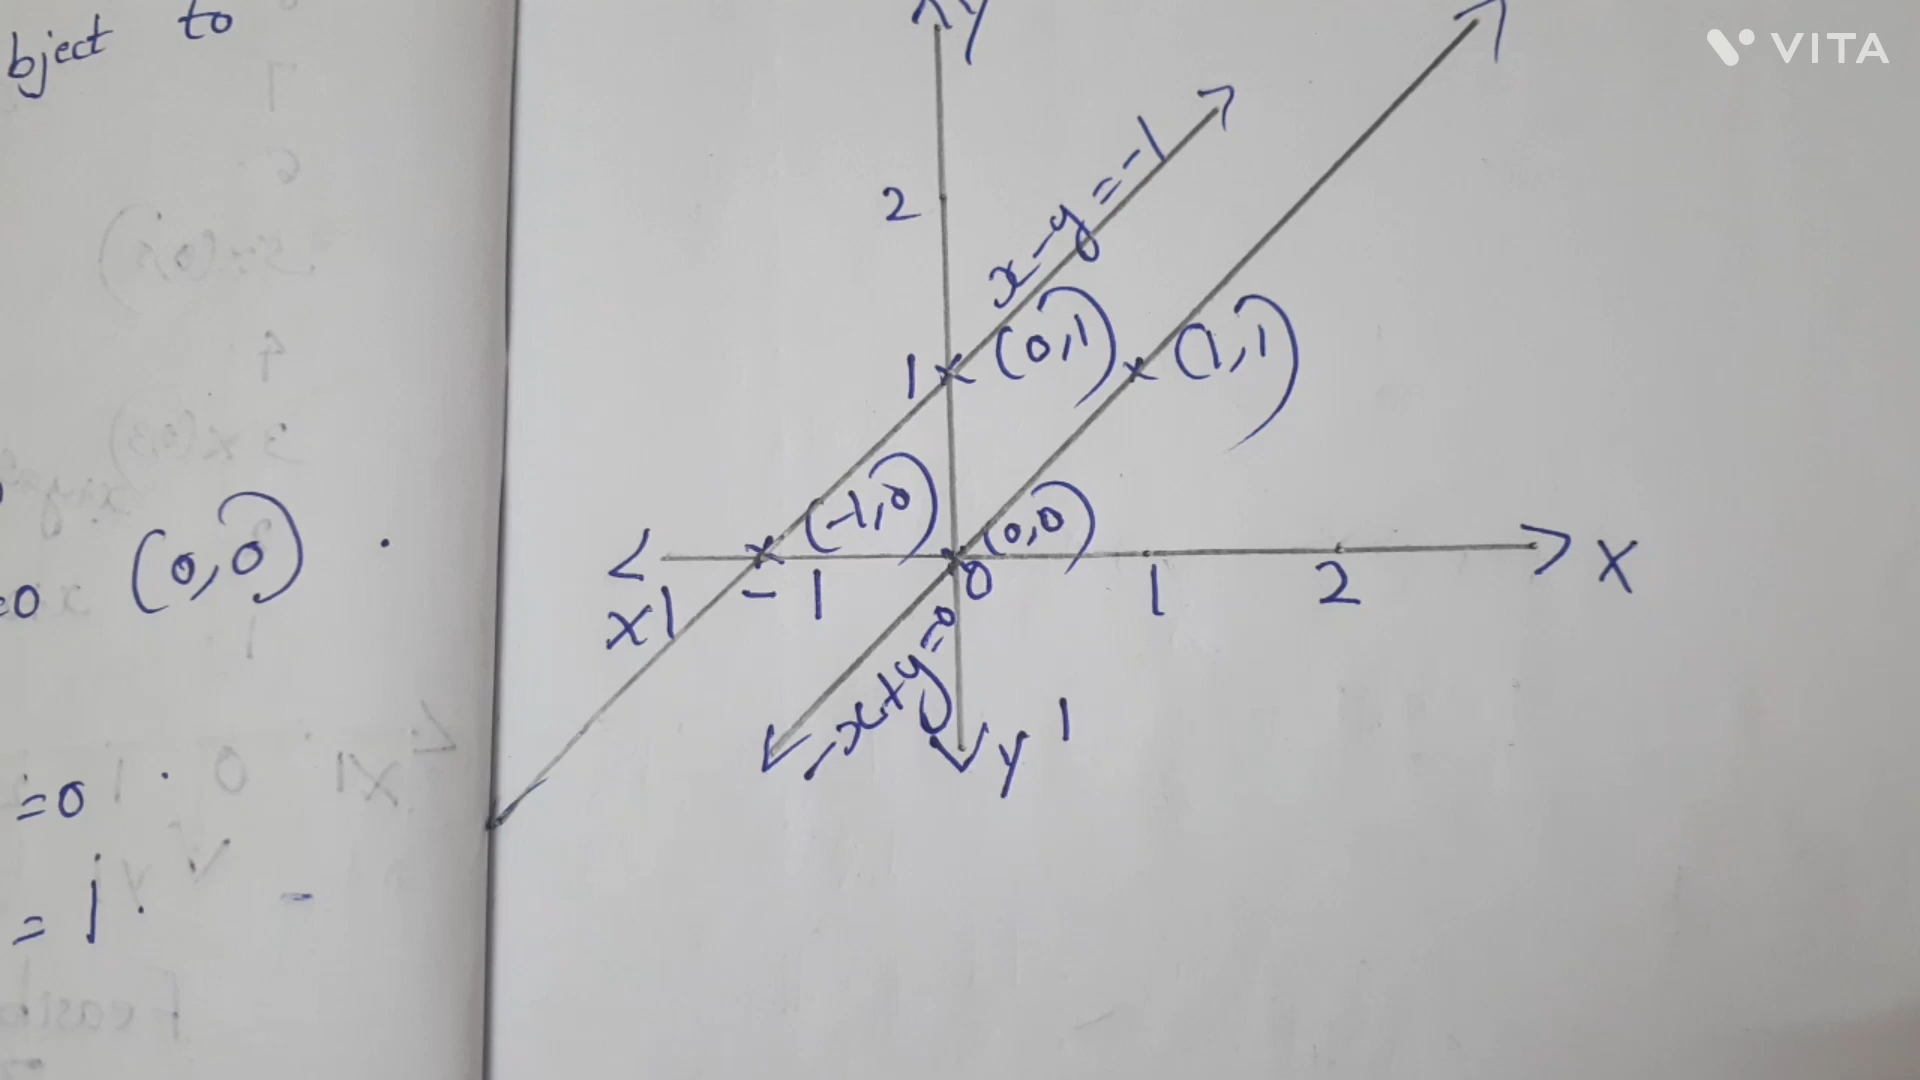 bject to
(0,0)
=0
=0
= 1
y
2
x-y=-1
1
(0,1)
(1,1)
(-1,0)
(0,0)
x1
-1
0
1
2
X
-x+y=0
y1
VITA